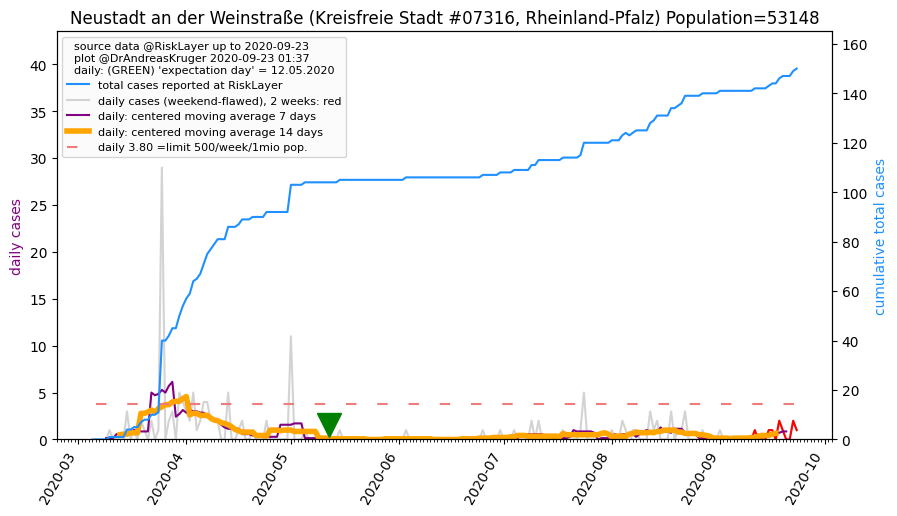 Neustadt an der Weinstraße (Kreisfreie Stadt #07316, Rheinland-Pfalz) Population=53148
source data @RiskLayer up to 2020-09-23
plot @DrAndreasKruger 2020-09-23 01:37
daily: (GREEN) 'expectation day' = 12.05.2020
total cases reported at RiskLayer
daily cases (weekend-flawed), 2 weeks: red
daily: centered moving average 7 days
daily: centered moving average 14 days
daily 3.80 =limit 500/week/1mio pop.
daily cases
40
35
30
25
20
15
10
5
0
cumulative total cases
160
140
120
100
80
60
40
20
0
2020-03
2020-04
2020-05
2020-06
2020-07
2020-08
2020-09
2020-10